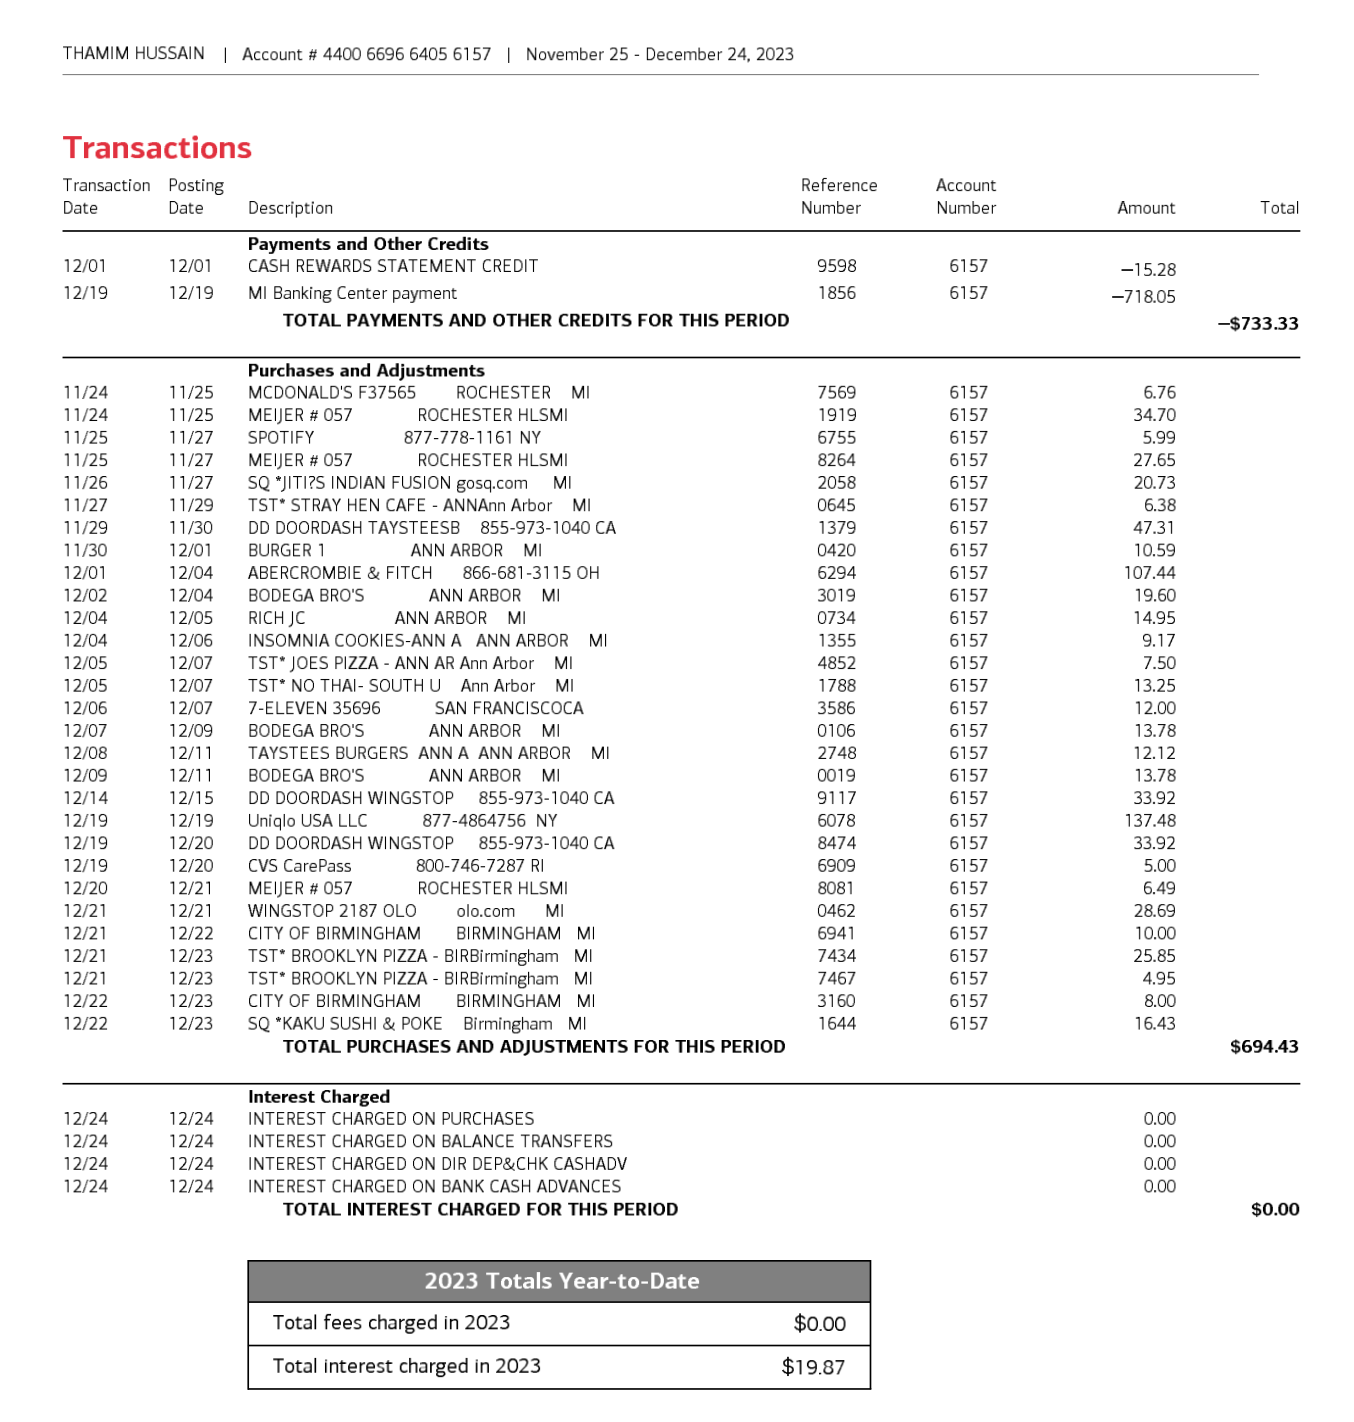 THAMIM HUSSAIN | Account # 4400 6696 6405 6157 | November 25 - December 24, 2023
Transactions
Transaction Date Posting Date Description Reference Number Account Number Amount Total
Payments and Other Credits
12/01 12/01 CASH REWARDS STATEMENT CREDIT 9598 6157 −15.28
12/19 12/19 MI Banking Center payment 1856 6157 −718.05
TOTAL PAYMENTS AND OTHER CREDITS FOR THIS PERIOD −$733.33
Purchases and Adjustments
11/24 11/25 MCDONALD'S F37565 ROCHESTER MI 7569 6157 6.76
11/24 11/25 MEIJER # 057 ROCHESTER HLSMI 1919 6157 34.70
11/25 11/27 SPOTIFY 877-778-1161 NY 6755 6157 5.99
11/25 11/27 MEIJER # 057 ROCHESTER HLSMI 8264 6157 27.65
11/26 11/27 SQ *JITI?S INDIAN FUSION gosq.com MI 2058 6157 20.73
11/27 11/29 TST* STRAY HEN CAFE - ANNAnn Arbor MI 0645 6157 6.38
11/29 11/30 DD DOORDASH TAYSTEESB 855-973-1040 CA 1379 6157 47.31
11/30 12/01 BURGER 1 ANN ARBOR MI 0420 6157 10.59
12/01 12/04 ABERCROMBIE & FITCH 866-681-3115 OH 6294 6157 107.44
12/02 12/04 BODEGA BRO'S ANN ARBOR MI 3019 6157 19.60
12/04 12/05 RICH JC ANN ARBOR MI 0734 6157 14.95
12/04 12/06 INSOMNIA COOKIES-ANN A ANN ARBOR MI 1355 6157 9.17
12/05 12/07 TST* JOES PIZZA - ANN AR Ann Arbor MI 4852 6157 7.50
12/05 12/07 TST* NO THAI- SOUTH U Ann Arbor MI 1788 6157 13.25
12/06 12/07 7-ELEVEN 35696 SAN FRANCISCOCA 3586 6157 12.00
12/07 12/09 BODEGA BRO'S ANN ARBOR MI 0106 6157 13.78
12/08 12/11 TAYSTEES BURGERS ANN A ANN ARBOR MI 2748 6157 12.12
12/09 12/11 BODEGA BRO'S ANN ARBOR MI 0019 6157 13.78
12/14 12/15 DD DOORDASH WINGSTOP 855-973-1040 CA 9117 6157 33.92
12/19 12/19 Uniqlo USA LLC 877-4864756 NY 6078 6157 137.48
12/19 12/20 DD DOORDASH WINGSTOP 855-973-1040 CA 8474 6157 33.92
12/19 12/20 CVS CarePass 800-746-7287 RI 6909 6157 5.00
12/20 12/21 MEIJER # 057 ROCHESTER HLSMI 8081 6157 6.49
12/21 12/21 WINGSTOP 2187 OLO olo.com MI 0462 6157 28.69
12/21 12/22 CITY OF BIRMINGHAM BIRMINGHAM MI 6941 6157 10.00
12/21 12/23 TST* BROOKLYN PIZZA - BIRBirmingham MI 7434 6157 25.85
12/21 12/23 TST* BROOKLYN PIZZA - BIRBirmingham MI 7467 6157 4.95
12/22 12/23 CITY OF BIRMINGHAM BIRMINGHAM MI 3160 6157 8.00
12/22 12/23 SQ *KAKU SUSHI & POKE Birmingham MI 1644 6157 16.43
TOTAL PURCHASES AND ADJUSTMENTS FOR THIS PERIOD $694.43
Interest Charged
12/24 12/24 INTEREST CHARGED ON PURCHASES 0.00
12/24 12/24 INTEREST CHARGED ON BALANCE TRANSFERS 0.00
12/24 12/24 INTEREST CHARGED ON DIR DEP&CHK CASHADV 0.00
12/24 12/24 INTEREST CHARGED ON BANK CASH ADVANCES 0.00
TOTAL INTEREST CHARGED FOR THIS PERIOD $0.00
2023 Totals Year-to-Date
Total fees charged in 2023 $0.00
Total interest charged in 2023 $19.87